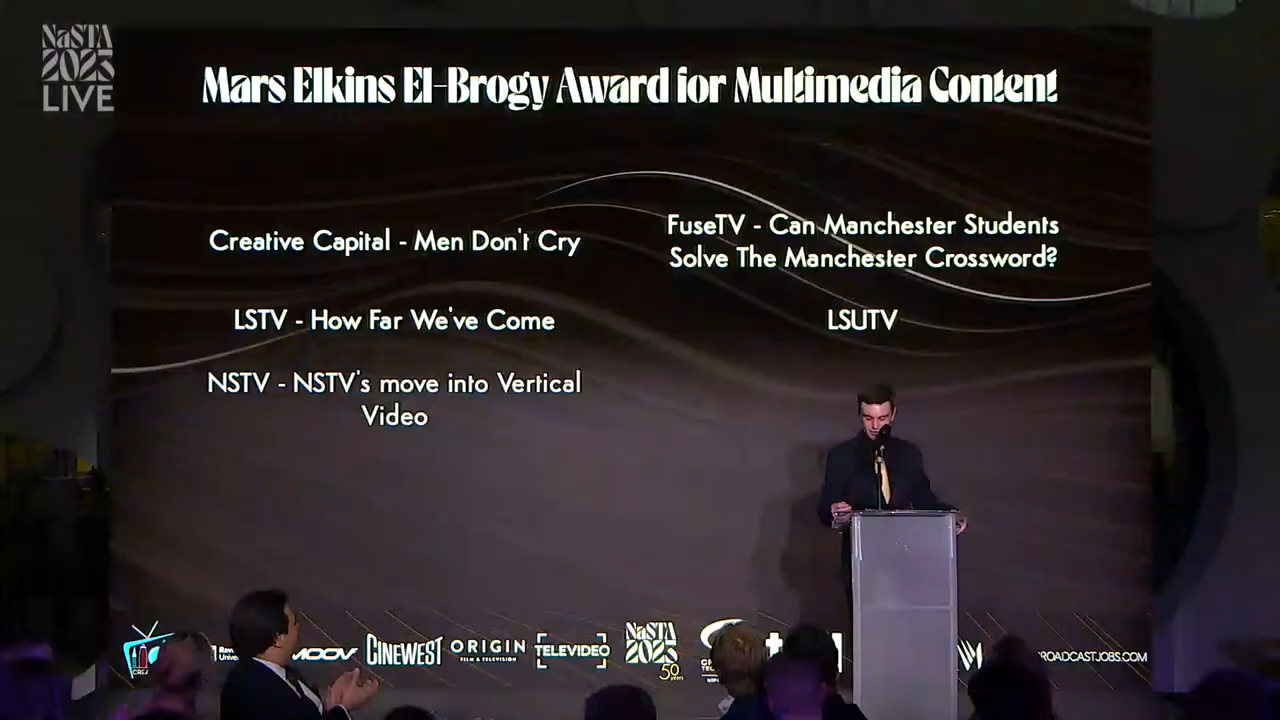 NaSTA
2023
LIVE
Mars Elkins El-Brogy Award for Multimedia Content
Creative Capital - Men Don't Cry
FuseTV - Can Manchester Students
Solve The Manchester Crossword?
LSTV - How Far We've Come
LSUTV
NSTV - NSTV's move into Vertical
Video
MOOV
CINEWEST
ORIGIN
FILM & TELEVISION
TELEVIDEO
NaSTA
2023
50
years
ROADCASTJOBS.COM